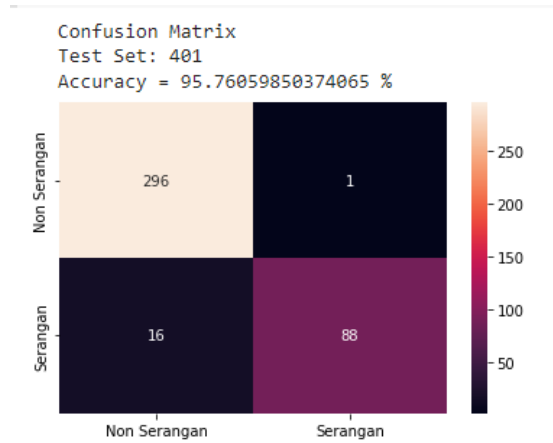 Confusion Matrix
Test Set: 401
Accuracy = 95.76059850374065 %
Non Serangan
296
1
250
200
150
100
50
Serangan
16
88
Non Serangan
Serangan